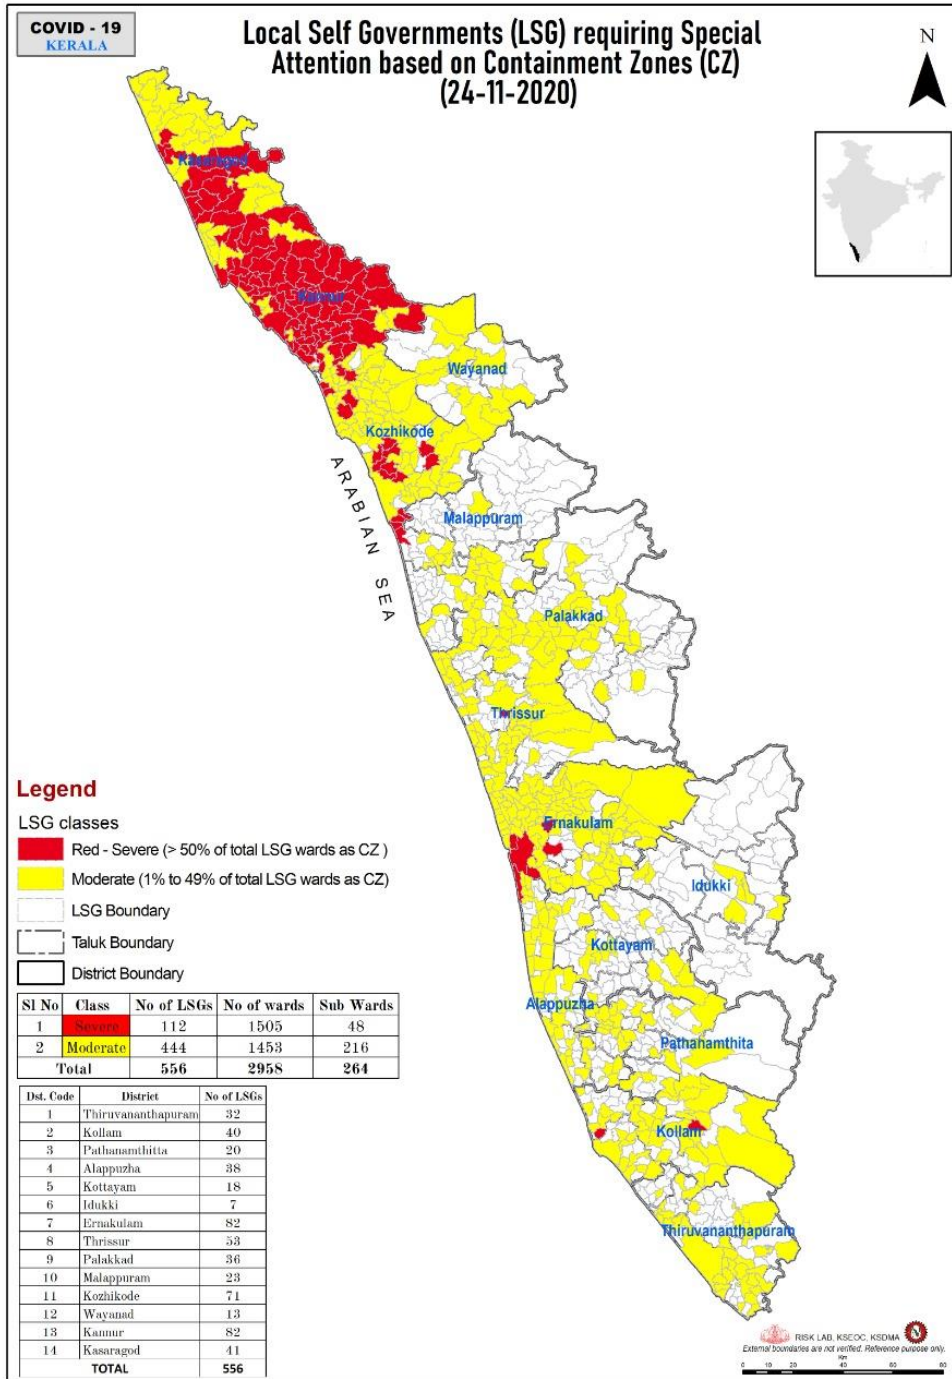 COVID - 19
KERALA
Local Self Governments (LSG) requiring Special
Attention based on Containment Zones (CZ)
(24-11-2020)
N
Kasaragod
Kannur
Wayanad
Kozhikode
ARABIAN SEA
Malappuram
Palakkad
Thrissur
Ernakulam
Idukki
Kottayam
Alappuzha
Pathanamthita
Kollam
Thiruvananthapuram
Legend
LSG classes
Red - Severe (> 50% of total LSG wards as CZ )
Moderate (1% to 49% of total LSG wards as CZ)
LSG Boundary
Taluk Boundary
District Boundary
Sl No Class No of LSGs No of wards Sub Wards
1 Severe 112 1505 48
2 Moderate 444 1453 216
Total 556 2958 264
Dst. Code District No of LSGs
1 Thiruvananthapuram 32
2 Kollam 40
3 Pathanamthitta 20
4 Alappuzha 38
5 Kottayam 18
6 Idukki 7
7 Ernakulam 82
8 Thrissur 53
9 Palakkad 36
10 Malappuram 23
11 Kozhikode 71
12 Wayanad 13
13 Kannur 82
14 Kasaragod 41
TOTAL 556
RISK LAB, KSEOC, KSDMA
External boundaries are not verified. Reference purpose only.
Km
0 10 20 40 60 80